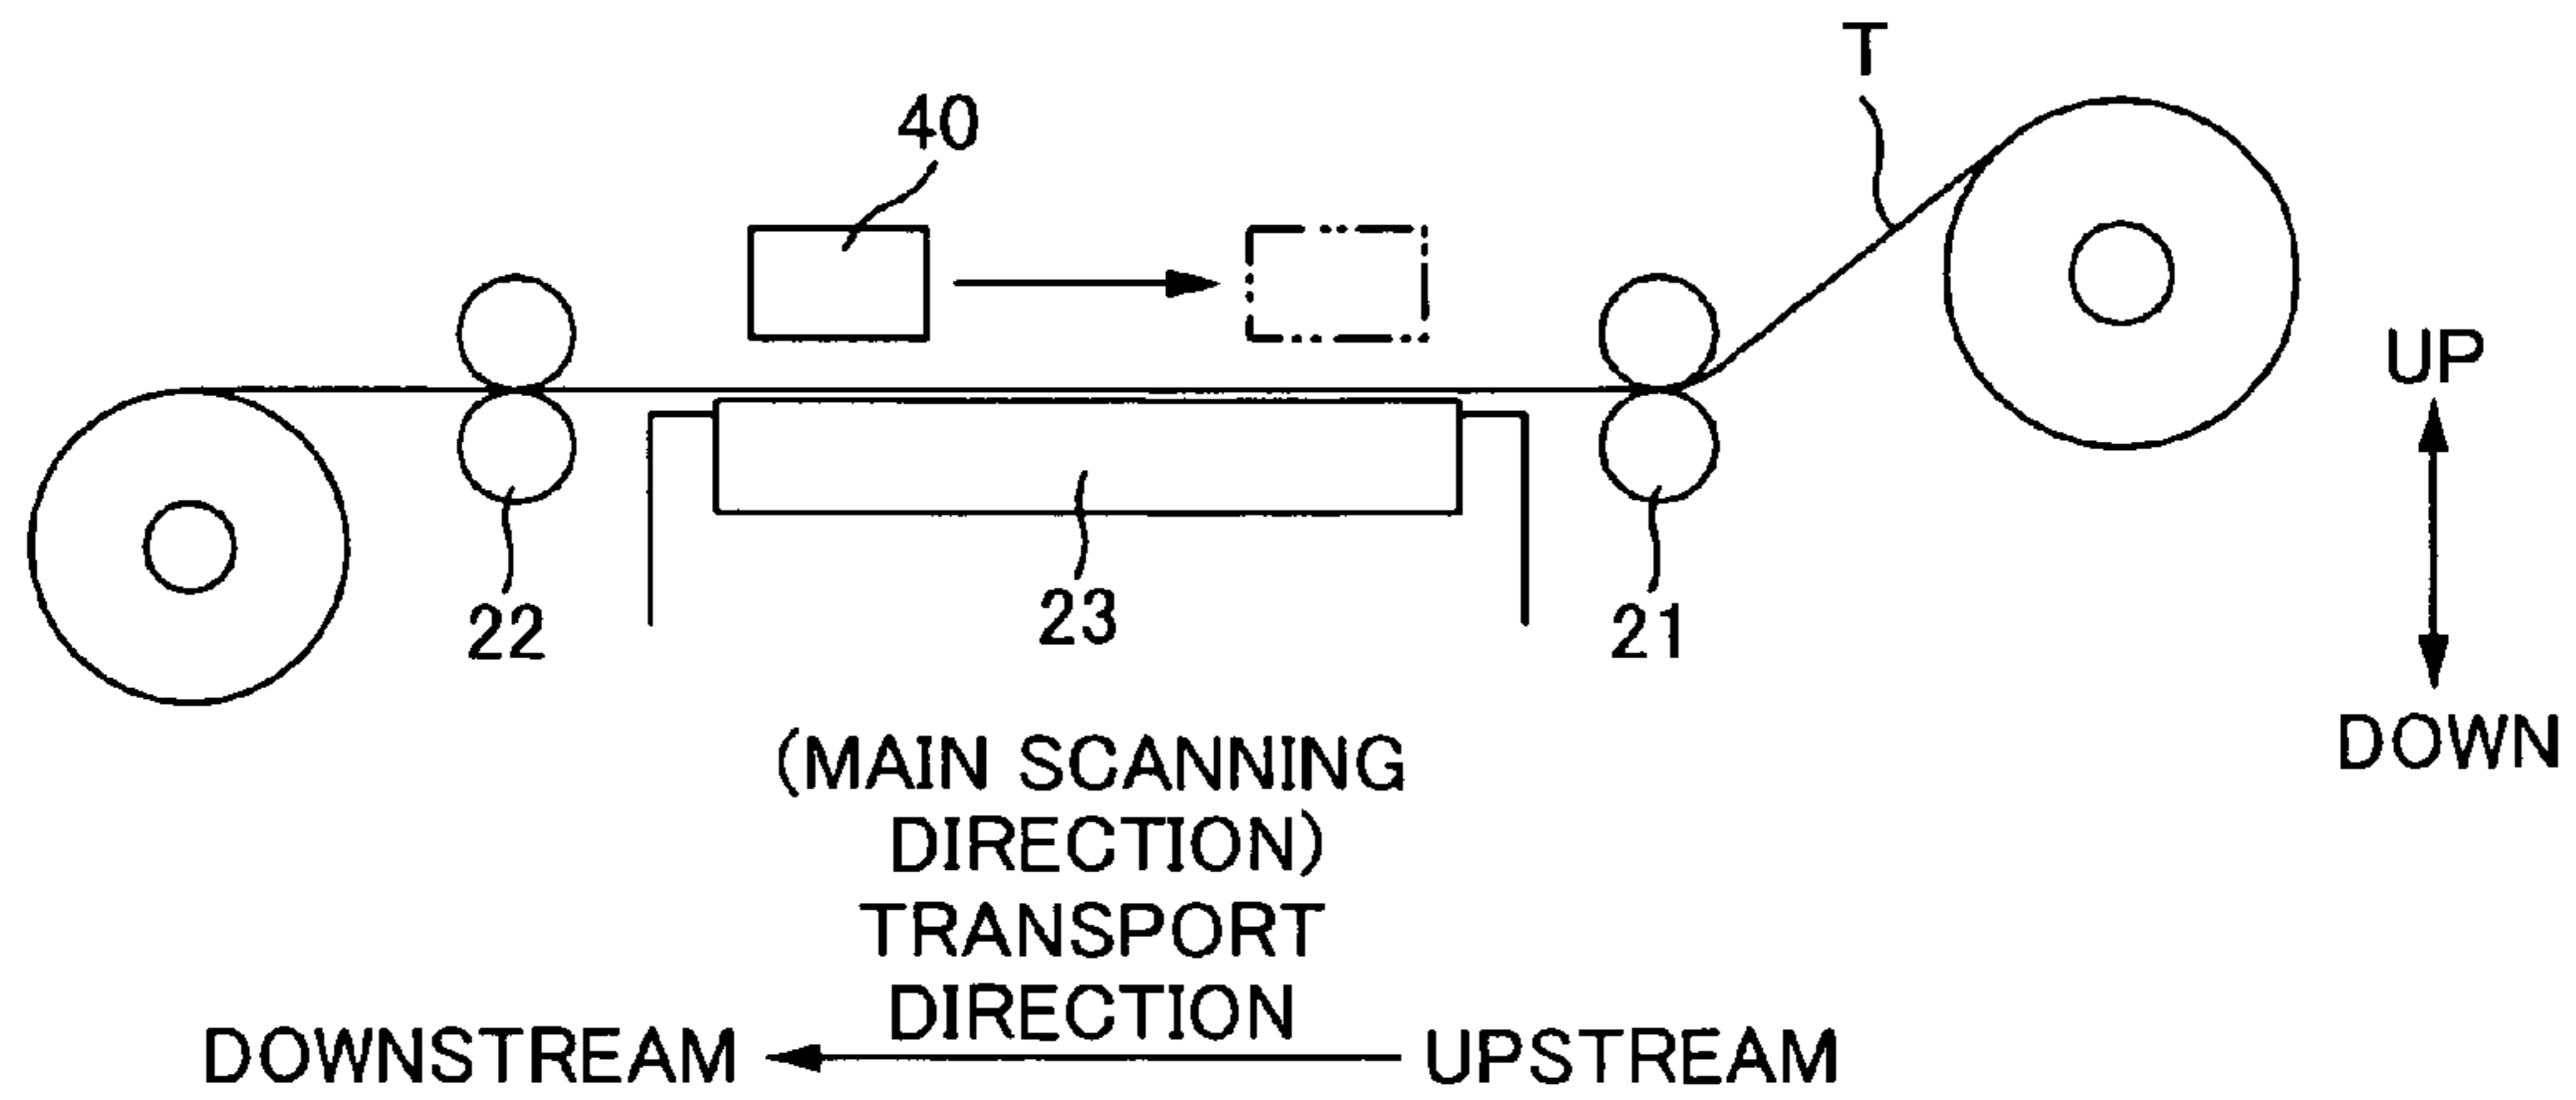 T
40
UP
22
23
21
DOWN
(MAIN SCANNING
DIRECTION)
TRANSPORT
DIRECTION
DOWNSTREAM
UPSTREAM